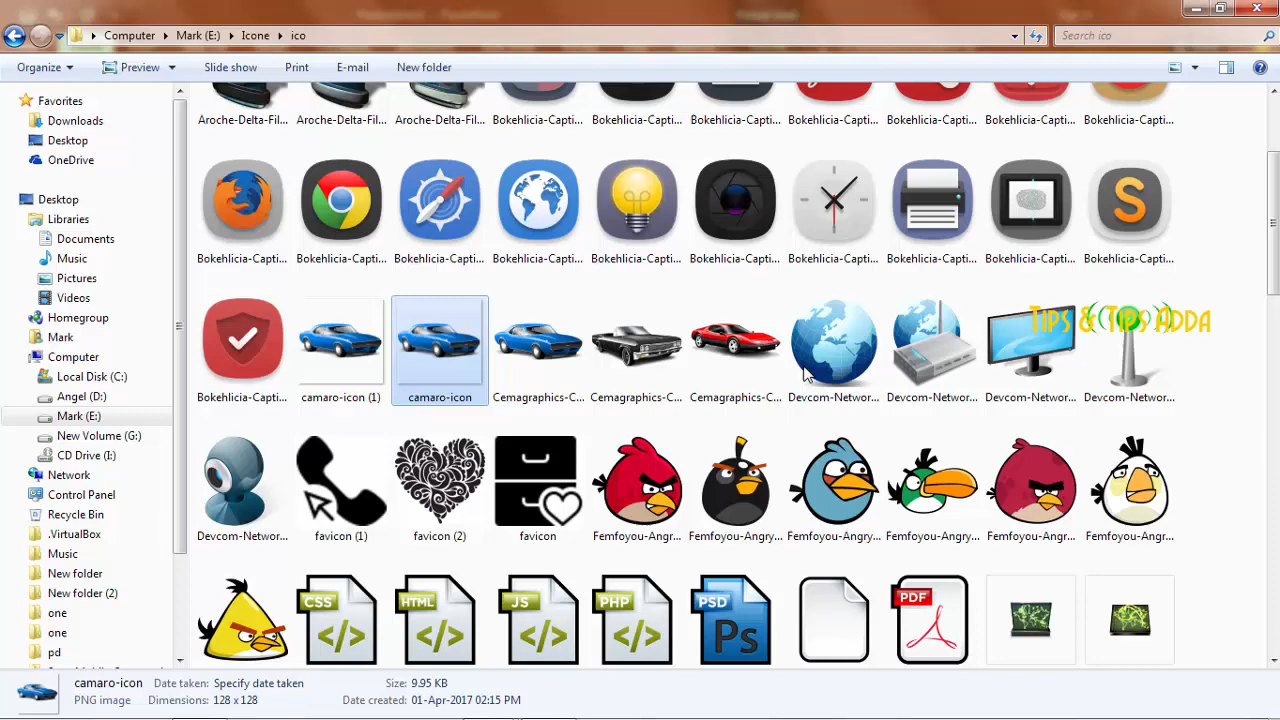 Computer Mark (E:) Icone ico
Search ico
Organize Preview Slide show Print E-mail New folder
Favorites
Downloads
Desktop
OneDrive
Desktop
Libraries
Documents
Music
Pictures
Videos
Homegroup
Mark
Computer
Local Disk (C:)
Angel (D:)
Mark (E:)
New Volume (G:)
CD Drive (I:)
Network
Control Panel
Recycle Bin
.VirtualBox
Music
New folder
New folder (2)
one
one
pd
Aroche-Delta-Fil... Aroche-Delta-Fil... Aroche-Delta-Fil... Bokehlicia-Capti... Bokehlicia-Capti... Bokehlicia-Capti... Bokehlicia-Capti... Bokehlicia-Capti... Bokehlicia-Capti... Bokehlicia-Capti...
S
Bokehlicia-Capti... Bokehlicia-Capti... Bokehlicia-Capti... Bokehlicia-Capti... Bokehlicia-Capti... Bokehlicia-Capti... Bokehlicia-Capti... Bokehlicia-Capti... Bokehlicia-Capti... Bokehlicia-Capti...
Tips & Tips Adda
Bokehlicia-Capti... camaro-icon (1) camaro-icon Cemagraphics-C... Cemagraphics-C... Cemagraphics-C... Devcom-Networ... Devcom-Networ... Devcom-Networ... Devcom-Networ...
Devcom-Networ... favicon (1) favicon (2) favicon Femfoyou-Angr... Femfoyou-Angry... Femfoyou-Angry... Femfoyou-Angry... Femfoyou-Angr... Femfoyou-Angry...
CSS HTML JS PHP PSD PDF
</> </> </> </> Ps
camaro-icon Date taken: Specify date taken Size: 9.95 KB
PNG image Dimensions: 128 x 128 Date created: 01-Apr-2017 02:15 PM